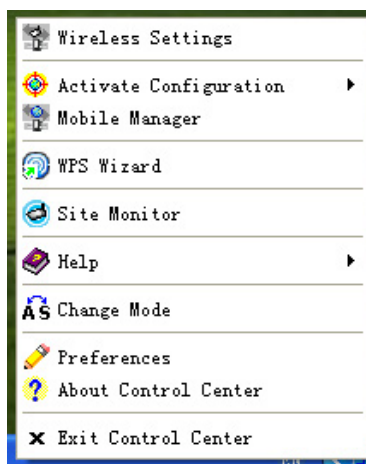 Wireless Settings
Activate Configuration
Mobile Manager
WPS Wizard
Site Monitor
Help
Change Mode
Preferences
About Control Center
Exit Control Center